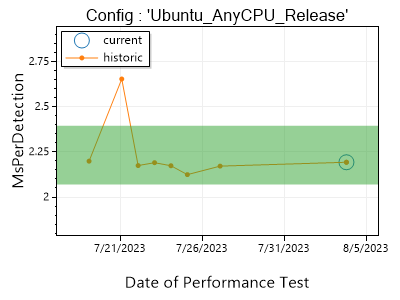 Config : 'Ubuntu_AnyCPU_Release'
current
historic
MsPerDetection
2.75
2.5
2.25
2
7/21/2023
7/26/2023
7/31/2023
8/5/2023
Date of Performance Test